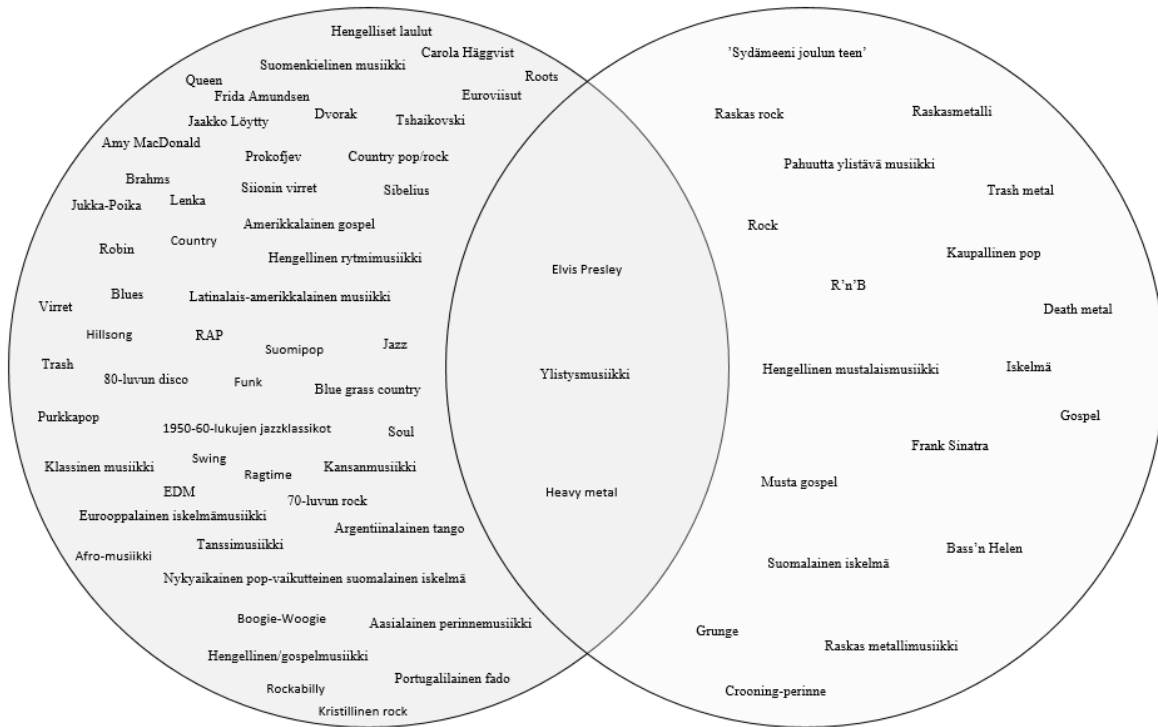 Hengelliset laulut
Carola Häggvist
Suomenkielinen musiikki
Roots
Queen
Euroviisut
Frida Amundsen
Dvorak
Jaakko Löytty
Tshaikovski
Amy MacDonald
Prokofjev
Country pop/rock
Brahms
Siionin virret
Sibelius
Jukka-Poika
Lenka
Amerikkalainen gospel
Robin
Country
Hengellinen rytmimusiikki
Blues
Latinalais-amerikkalainen musiikki
Virret
Hillsong
RAP
Suomipop
Jazz
Trash
80-luvun disco
Funk
Blue grass country
Purkkapop
1950-60-lukujen jazzklassikot
Soul
Klassinen musiikki
Swing
Ragtime
Kansanmusiikki
EDM
70-luvun rock
Eurooppalainen iskelmämusiikki
Argentiinalainen tango
Afro-musiikki
Tanssimusiikki
Nykyaikainen pop-vaikutteinen suomalainen iskelmä
Boogie-Woogie
Aasialainen perinnemusiikki
Hengellinen/gospelmusiikki
Portugalilainen fado
Rockabilly
Kristillinen rock
Elvis Presley
Ylistysmusiikki
Heavy metal
’Sydämeeni joulun teen’
Raskas rock
Raskasmetalli
Pahuutta ylistävä musiikki
Trash metal
Rock
Kaupallinen pop
R’n’B
Death metal
Hengellinen mustalaismusiikki
Iskelmä
Gospel
Frank Sinatra
Musta gospel
Bass’n Helen
Suomalainen iskelmä
Grunge
Raskas metallimusiikki
Crooning-perinne